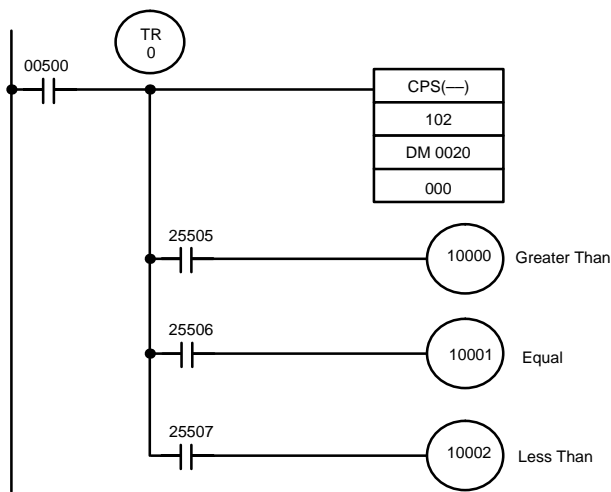 TR
0
00500
CPS(––)
102
DM 0020
000
25505
10000 Greater Than
25506
10001 Equal
25507
10002 Less Than